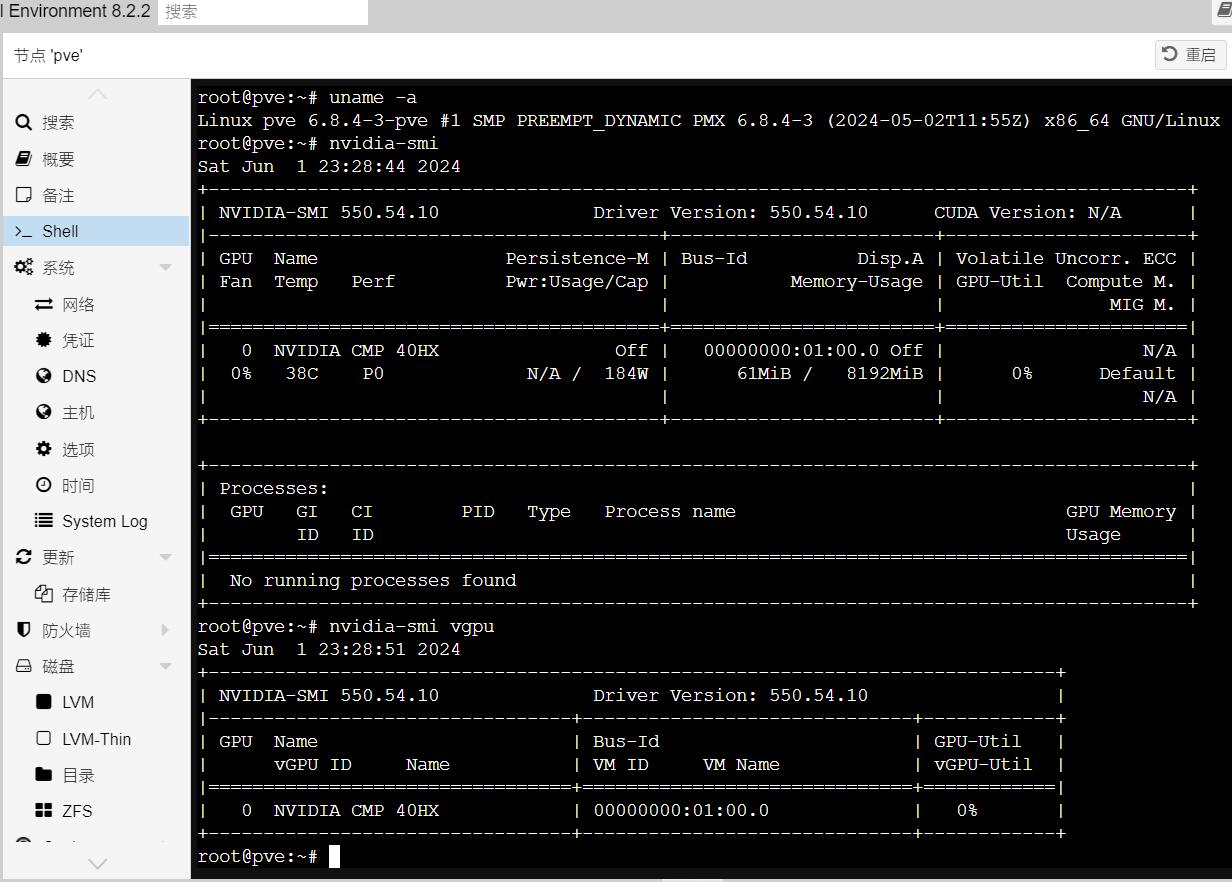 l Environment 8.2.2 搜索
节点 'pve'
重启
搜索
概要
备注
Shell
系统
网络
凭证
DNS
主机
选项
时间
System Log
更新
存储库
防火墙
磁盘
LVM
LVM-Thin
目录
ZFS
root@pve:~# uname -a
Linux pve 6.8.4-3-pve #1 SMP PREEMPT_DYNAMIC PMX 6.8.4-3 (2024-05-02T11:55Z) x86_64 GNU/Linux
root@pve:~# nvidia-smi
Sat Jun  1 23:28:44 2024
+-----------------------------------------------------------------------------------------+
| NVIDIA-SMI 550.54.10              Driver Version: 550.54.10      CUDA Version: N/A      |
|-----------------------------------------+------------------------+----------------------+
| GPU  Name                 Persistence-M | Bus-Id          Disp.A | Volatile Uncorr. ECC |
| Fan  Temp   Perf          Pwr:Usage/Cap |           Memory-Usage | GPU-Util  Compute M. |
|                                         |                        |               MIG M. |
|=========================================+========================+======================|
|   0  NVIDIA CMP 40HX                Off |   00000000:01:00.0 Off |                  N/A |
|  0%   38C    P0            N/A /  184W |      61MiB /   8192MiB |      0%      Default |
|                                         |                        |                  N/A |
+-----------------------------------------+------------------------+----------------------+
+-----------------------------------------------------------------------------------------+
| Processes:                                                                              |
|  GPU   GI   CI        PID   Type   Process name                              GPU Memory |
|        ID   ID                                                               Usage      |
|=========================================================================================|
|  No running processes found                                                             |
+-----------------------------------------------------------------------------------------+
root@pve:~# nvidia-smi vgpu
Sat Jun  1 23:28:51 2024
+-----------------------------------------------------------------------------+
| NVIDIA-SMI 550.54.10              Driver Version: 550.54.10                 |
|---------------------------------+------------------------------+------------+
| GPU  Name                       | Bus-Id                       | GPU-Util   |
|      vGPU ID     Name           | VM ID     VM Name            | vGPU-Util  |
|=================================+==============================+============|
|   0  NVIDIA CMP 40HX            | 00000000:01:00.0             |   0%       |
+---------------------------------+------------------------------+------------+
root@pve:~#